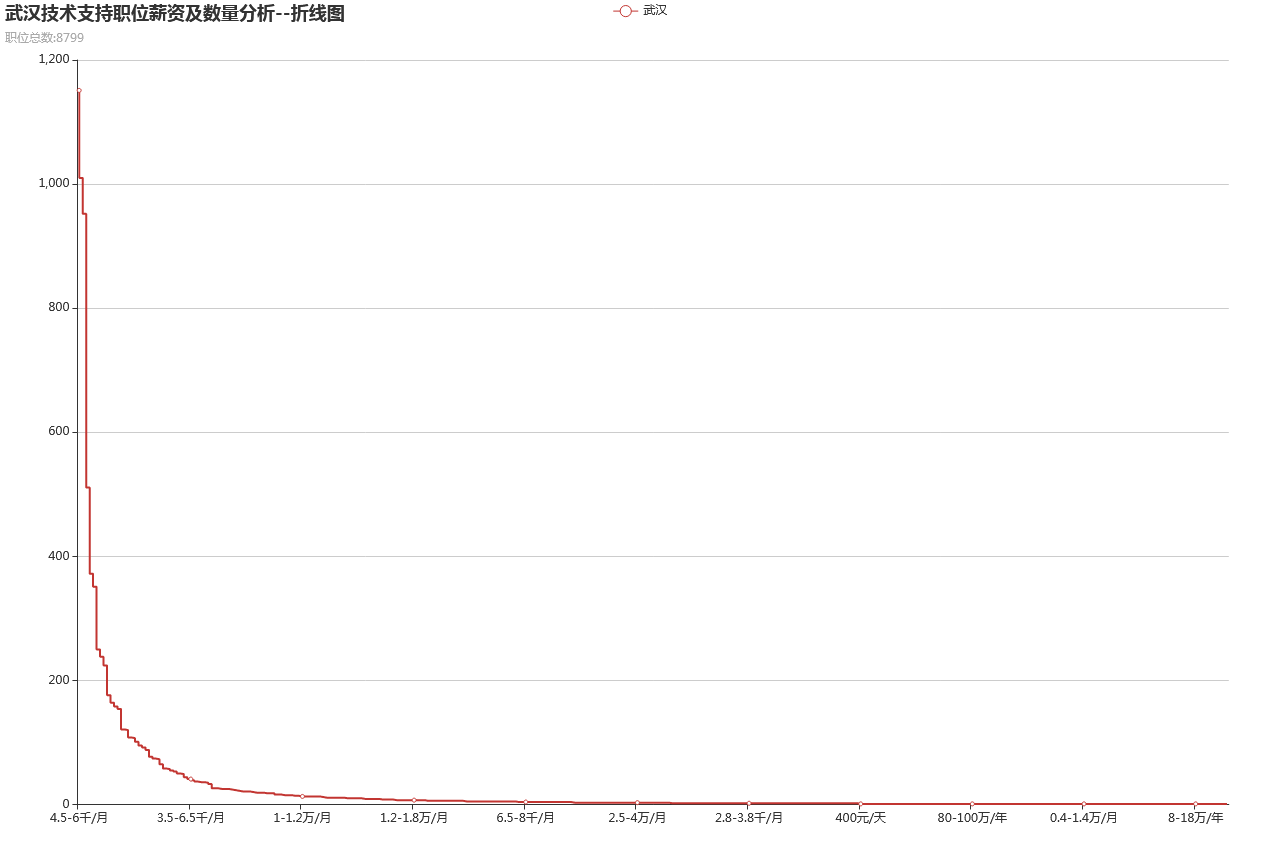 武汉技术支持职位薪资及数量分析--折线图
武汉
职位总数:8799
1,200
1,000
800
600
400
200
0
4.5-6千/月
3.5-6.5千/月
1-1.2万/月
1.2-1.8万/月
6.5-8千/月
2.5-4万/月
2.8-3.8千/月
400元/天
80-100万/年
0.4-1.4万/月
8-18万/年